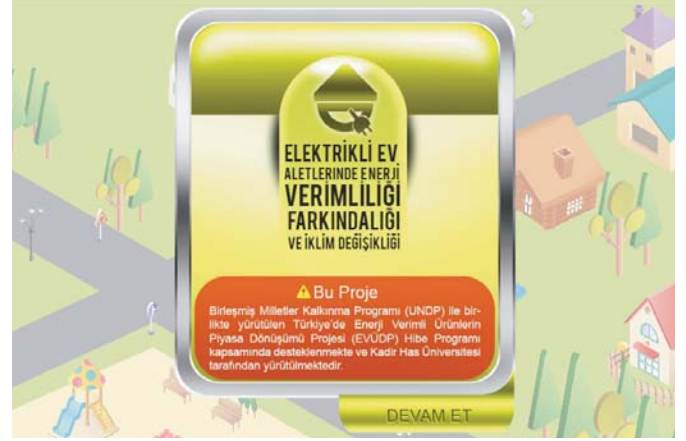 ELEKTRİKLİ EV
ALETLERINDE ENERJİ
VERİMLİLİĞİ
FARKINDALIĞI
VE İKLİM DEĞİŞİKLİĞİ
Bu Proje
Birleşmiş Milletler Kalkınma Programı (UNDP) ile bir-
likte yürütülen Türkiye'de Enerji Verimli Ürünlerin
Piyasa Dönüşümü Projesi (EVÜDP) Hibe Programı
kapsamında desteklenmekte ve Kadir Has Üniversitesi
tarafından yürütülmektedir.
DEVAM ET